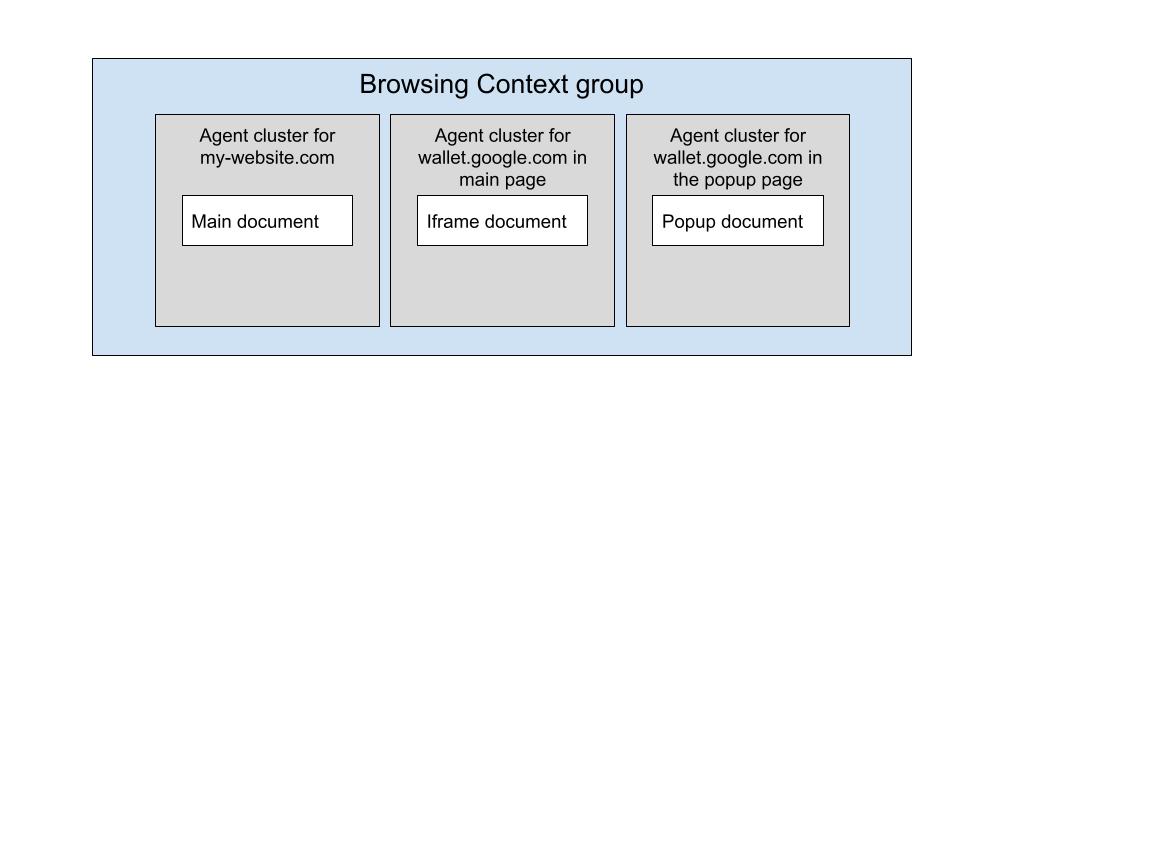 Browsing Context group
Agent cluster for
my-website.com
Main document
Agent cluster for
wallet.google.com in
main page
Iframe document
Agent cluster for
wallet.google.com in
the popup page
Popup document